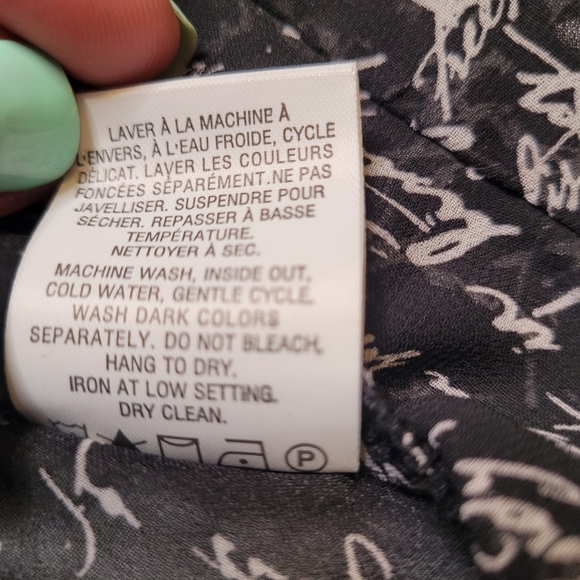 LAVER À LA MACHINE À
L'ENVERS, À L'EAU FROIDE, CYCLE
DÉLICAT. LAVER LES COULEURS
FONCÉES SÉPARÉMENT.NE PAS
JAVELLISER. SUSPENDRE POUR
SÉCHER. REPASSER À BASSE
TEMPÉRATURE.
NETTOYER À SEC.
MACHINE WASH, INSIDE OUT,
COLD WATER, GENTLE CYCLE,
WASH DARK COLORS
SEPARATELY. DO NOT BLEACH,
HANG TO DRY.
IRON AT LOW SETTING.
DRY CLEAN.
P